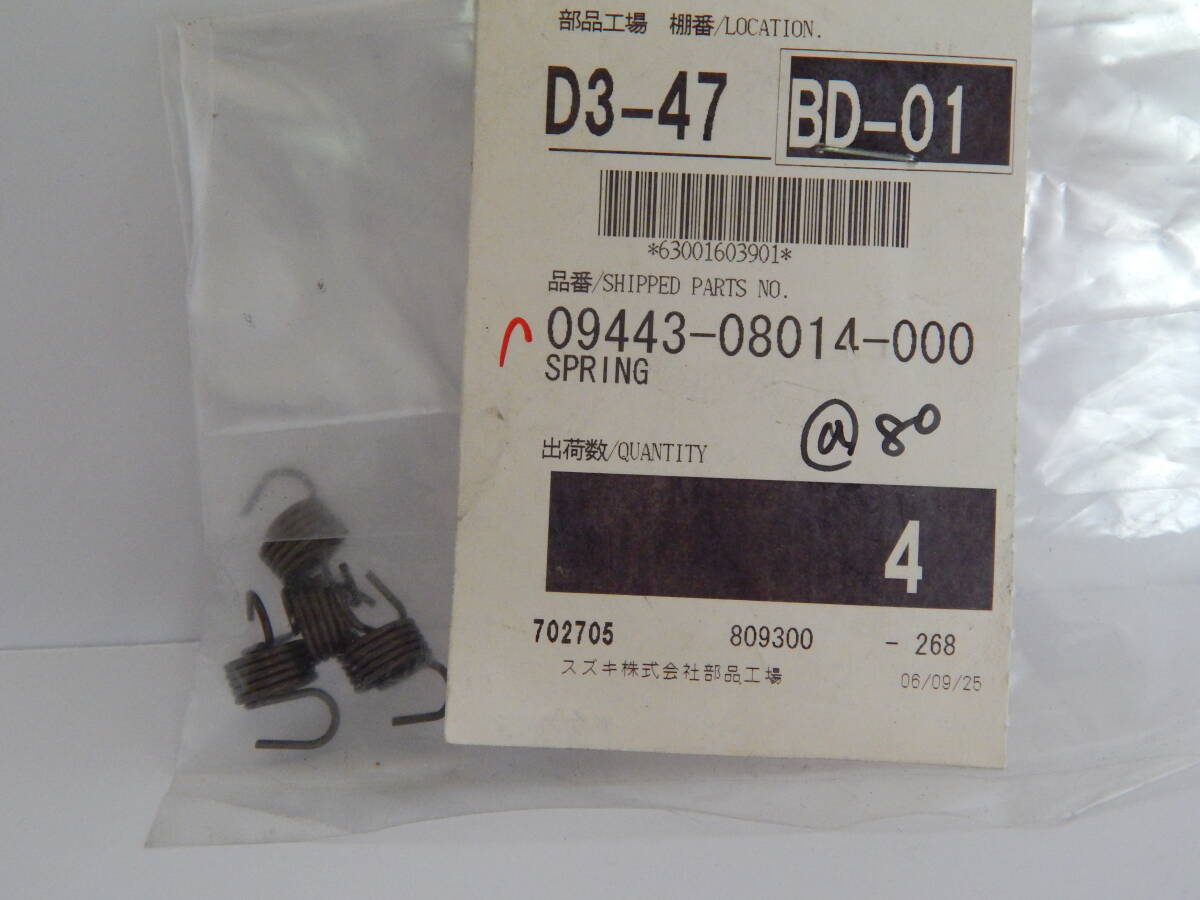 部品工場 棚番/LOCATION.
D3-47 BD-01
*63001603901*
品番/SHIPPED PARTS NO.
09443-08014-000
SPRING
@80
出荷数/QUANTITY
4
702705 809300 - 268
スズキ株式会社部品工場 06/09/25